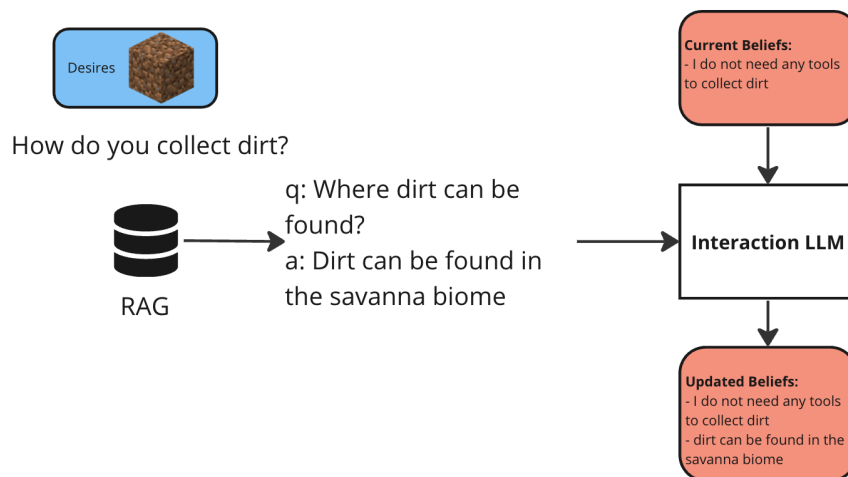 Desires
How do you collect dirt?
RAG
q: Where dirt can be
found?
a: Dirt can be found in
the savanna biome
Current Beliefs:
- I do not need any tools
to collect dirt
Interaction LLM
Updated Beliefs:
- I do not need any tools
to collect dirt
- dirt can be found in the
savanna biome